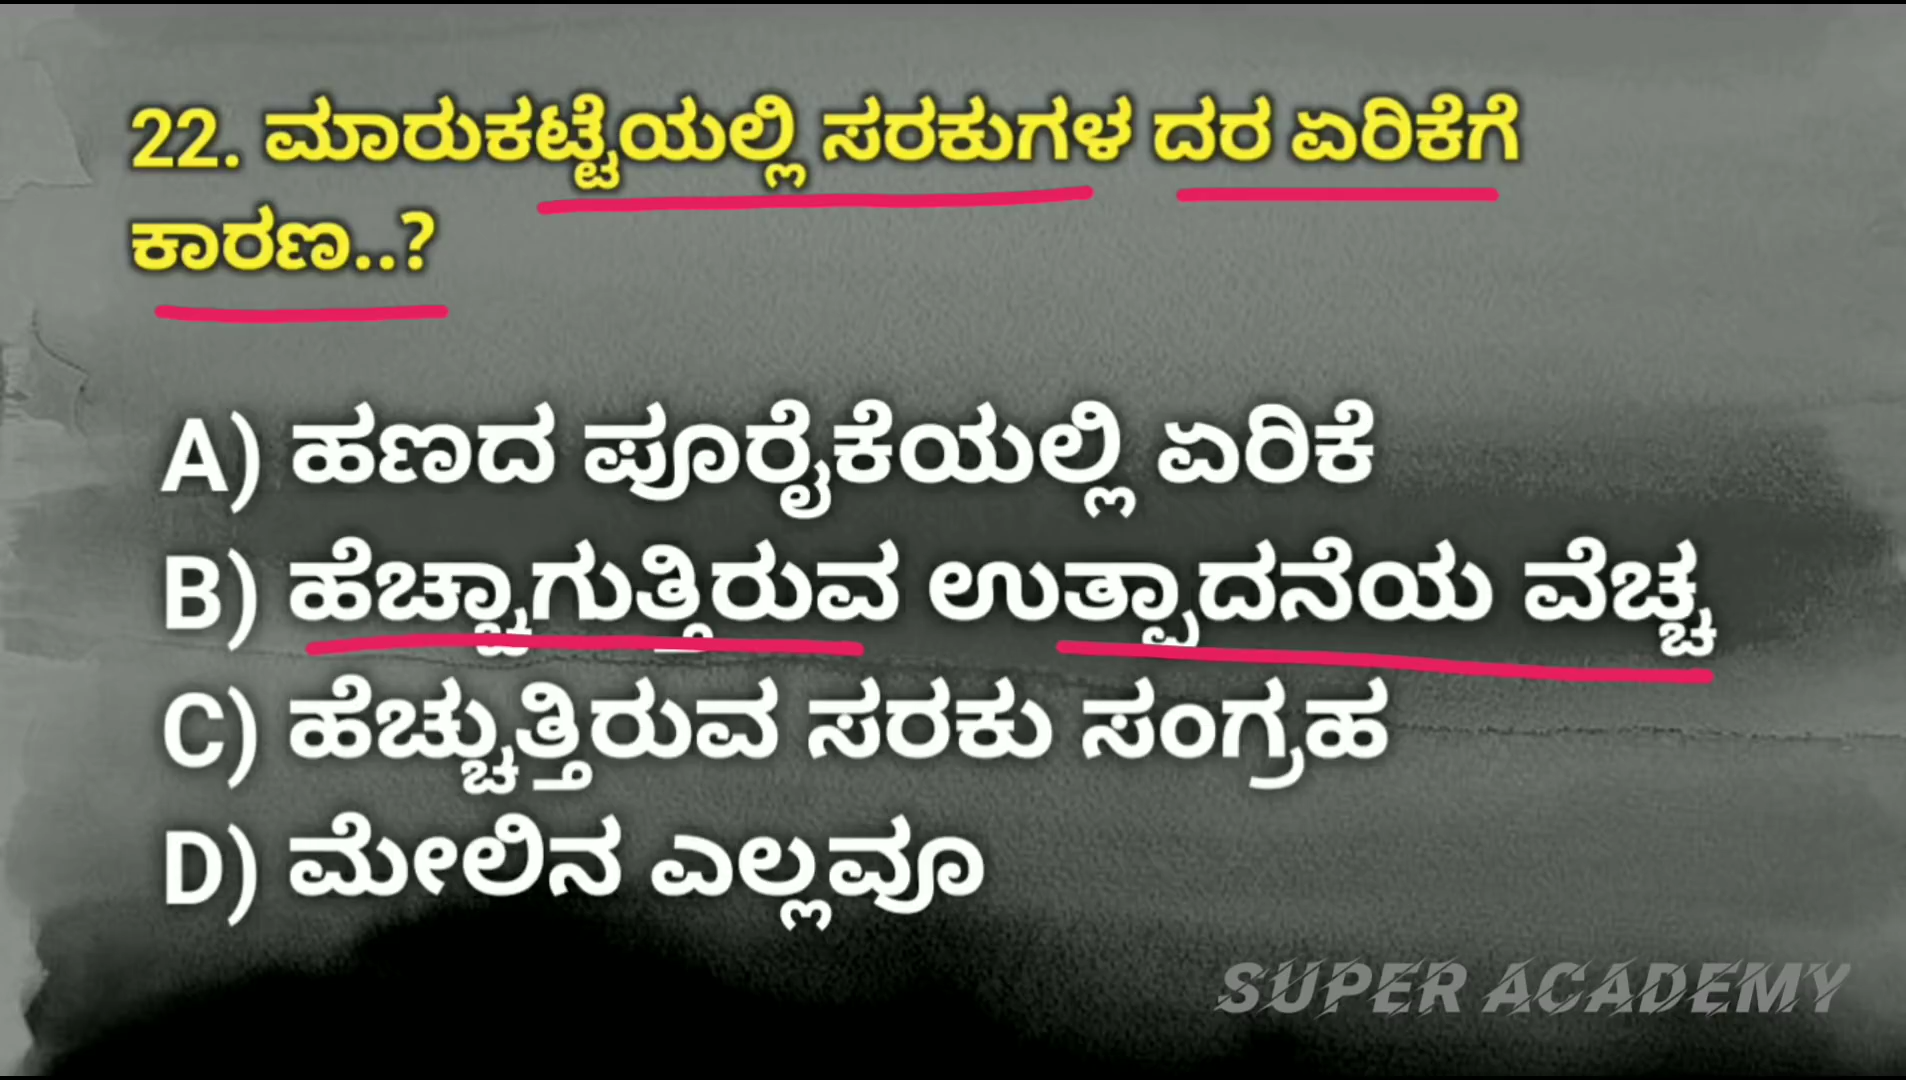 22. ಮಾರುಕಟ್ಟೆಯಲ್ಲಿ ಸರಕುಗಳ ದರ ಏರಿಕೆಗೆ
ಕಾರಣ..?
A) ಹಣದ ಪೂರೈಕೆಯಲ್ಲಿ ಏರಿಕೆ
B) ಹೆಚ್ಚಾಗುತ್ತಿರುವ ಉತ್ಪಾದನೆಯ ವೆಚ್ಚ
C) ಹೆಚ್ಚುತ್ತಿರುವ ಸರಕು ಸಂಗ್ರಹ
D) ಮೇಲಿನ ಎಲ್ಲವೂ
SUPER ACADEMY